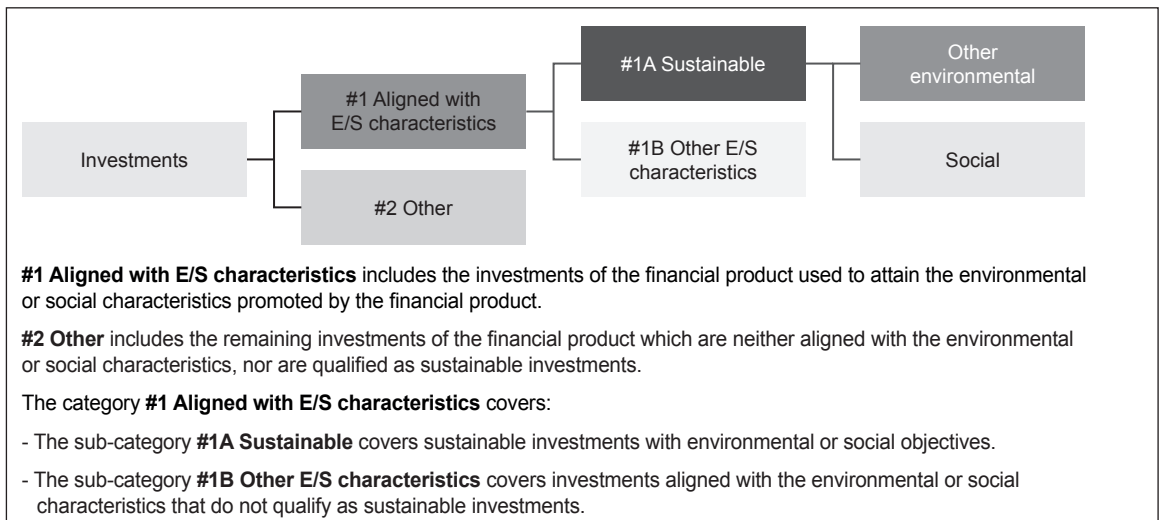 #1A Sustainable
Other
environmental
#1 Aligned with
E/S characteristics
Investments
#1B Other E/S
characteristics
Social
#2 Other
#1 Aligned with E/S characteristics includes the investments of the financial product used to attain the environmental
or social characteristics promoted by the financial product.
#2 Other includes the remaining investments of the financial product which are neither aligned with the environmental
or social characteristics, nor are qualified as sustainable investments.
The category #1 Aligned with E/S characteristics covers:
- The sub-category #1A Sustainable covers sustainable investments with environmental or social objectives.
- The sub-category #1B Other E/S characteristics covers investments aligned with the environmental or social
characteristics that do not qualify as sustainable investments.